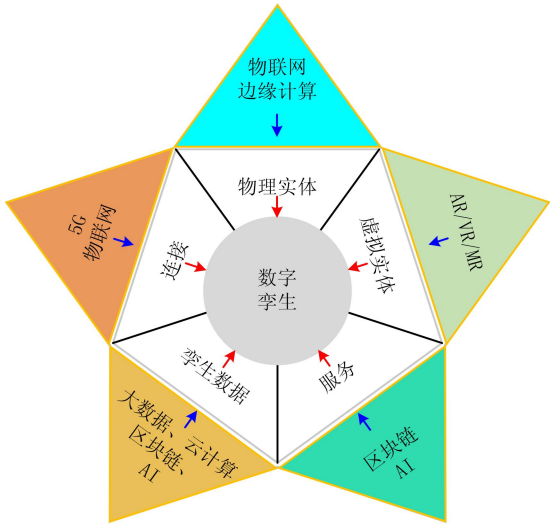 物联网
边缘计算
物理实体
5G
物联网
AR/VR/MR
连接
虚拟实体
数字
孪生
孪生数据
服务
大数据、云计算
区块链、
AI
区块链
AI